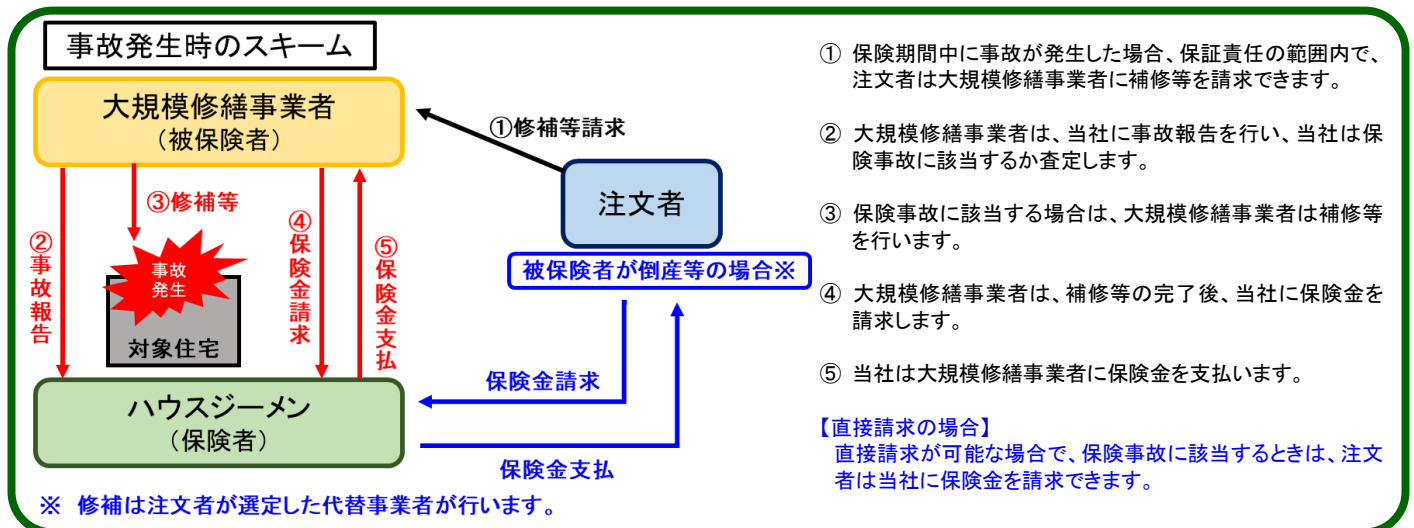 事故発生時のスキーム
大規模修繕事業者
（被保険者）
①修補等請求
注文者
③修補等
②事故報告
④保険金請求
⑤保険金支払
事故
発生
対象住宅
被保険者が倒産等の場合※
保険金請求
保険金支払
ハウスジーメン
（保険者）
※ 修補は注文者が選定した代替事業者が行います。
① 保険期間中に事故が発生した場合、保証責任の範囲内で、
注文者は大規模修繕事業者に補修等を請求できます。
② 大規模修繕事業者は、当社に事故報告を行い、当社は保
険事故に該当するか査定します。
③ 保険事故に該当する場合は、大規模修繕事業者は補修等
を行います。
④ 大規模修繕事業者は、補修等の完了後、当社に保険金を
請求します。
⑤ 当社は大規模修繕事業者に保険金を支払います。
【直接請求の場合】
直接請求が可能な場合で、保険事故に該当するときは、注文
者は当社に保険金を請求できます。